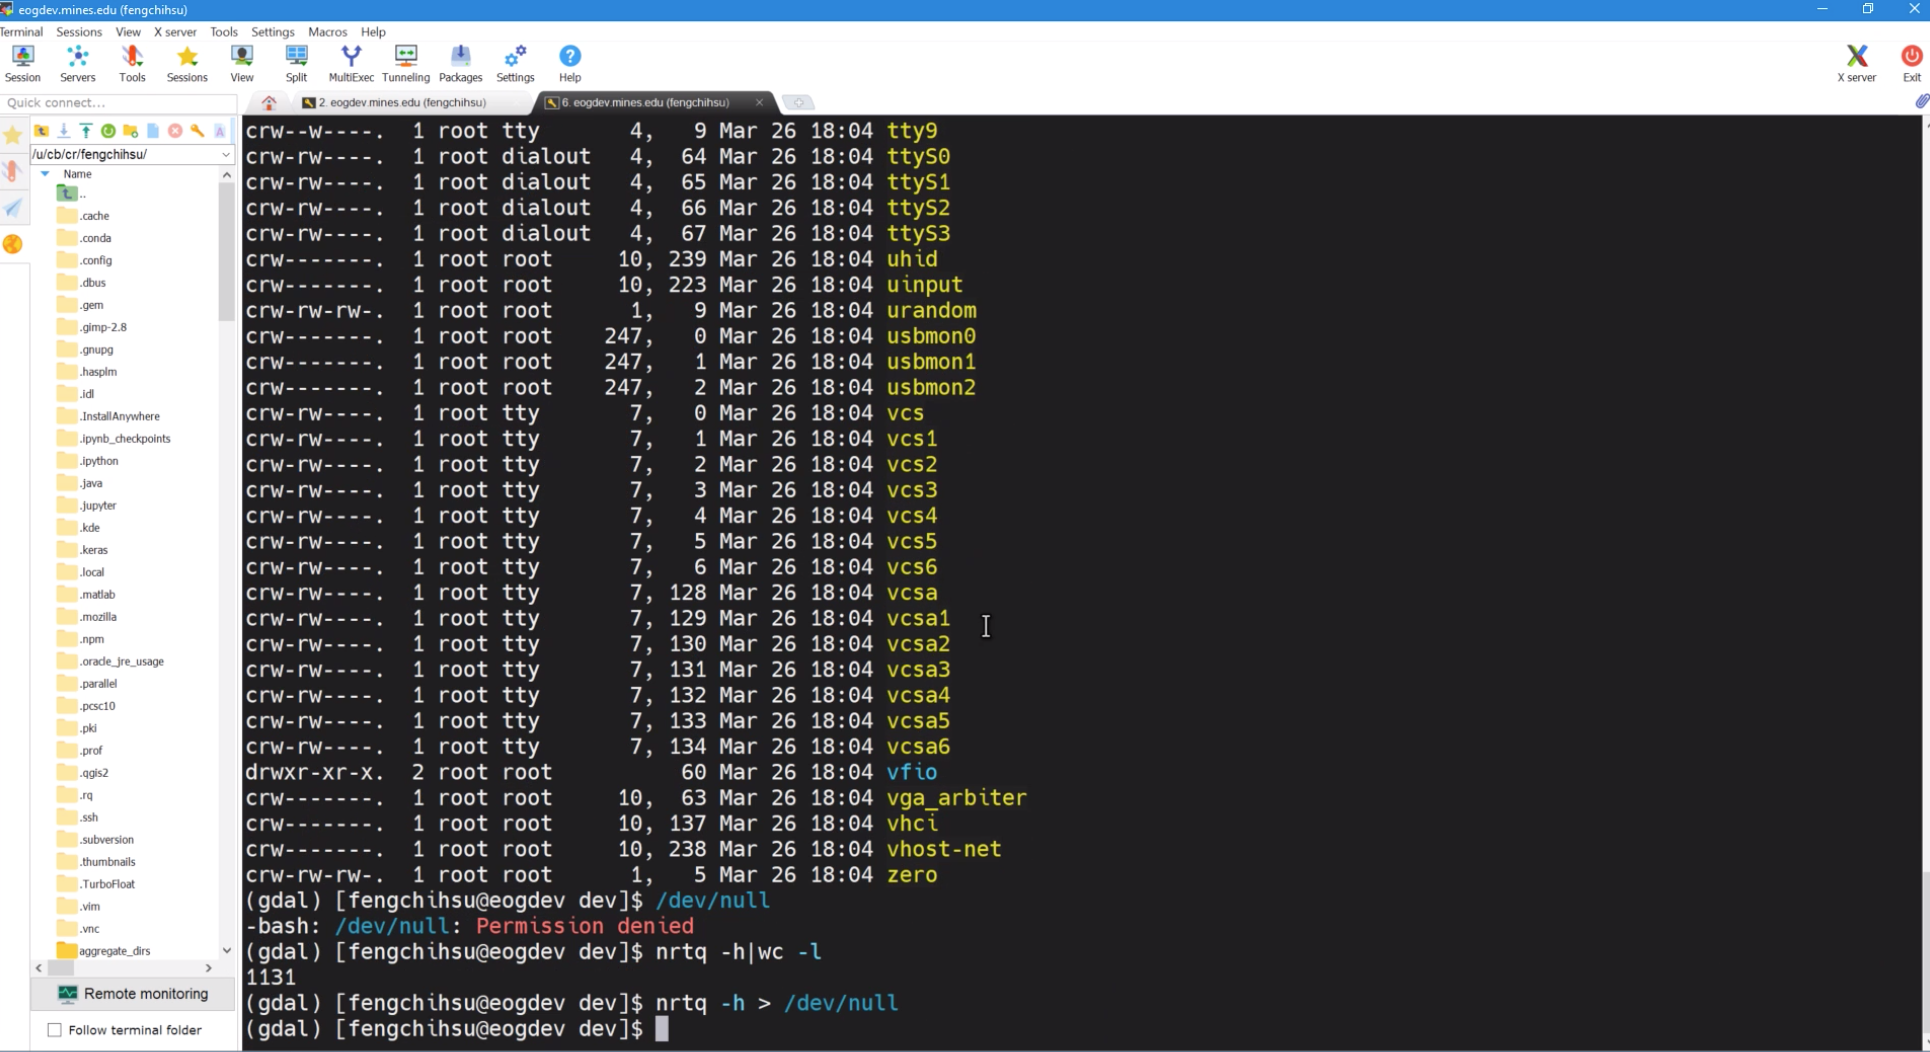 eogdev.mines.edu (fengchihsu)
Terminal Sessions View X server Tools Settings Macros Help
Session Servers Tools Sessions View Split MultiExec Tunneling Packages Settings Help X server Exit
Quick connect...
2. eogdev.mines.edu (fengchihsu)
6. eogdev.mines.edu (fengchihsu)
/u/cb/cr/fengchihsu/
Name
..
.cache
.conda
.config
.dbus
.gem
.gimp-2.8
.gnupg
.hasplm
.idl
.InstallAnywhere
.ipynb_checkpoints
.ipython
.java
.jupyter
.kde
.keras
.local
.matlab
.mozilla
.npm
.oracle_jre_usage
.parallel
.pcsc10
.pki
.prof
.qgis2
.rq
.ssh
.subversion
.thumbnails
.TurboFloat
.vim
.vnc
aggregate_dirs
Remote monitoring
Follow terminal folder
crw--w----. 1 root tty 4, 9 Mar 26 18:04 tty9
crw-rw----. 1 root dialout 4, 64 Mar 26 18:04 ttyS0
crw-rw----. 1 root dialout 4, 65 Mar 26 18:04 ttyS1
crw-rw----. 1 root dialout 4, 66 Mar 26 18:04 ttyS2
crw-rw----. 1 root dialout 4, 67 Mar 26 18:04 ttyS3
crw-------. 1 root root 10, 239 Mar 26 18:04 uhid
crw-------. 1 root root 10, 223 Mar 26 18:04 uinput
crw-rw-rw-. 1 root root 1, 9 Mar 26 18:04 urandom
crw-------. 1 root root 247, 0 Mar 26 18:04 usbmon0
crw-------. 1 root root 247, 1 Mar 26 18:04 usbmon1
crw-------. 1 root root 247, 2 Mar 26 18:04 usbmon2
crw-rw----. 1 root tty 7, 0 Mar 26 18:04 vcs
crw-rw----. 1 root tty 7, 1 Mar 26 18:04 vcs1
crw-rw----. 1 root tty 7, 2 Mar 26 18:04 vcs2
crw-rw----. 1 root tty 7, 3 Mar 26 18:04 vcs3
crw-rw----. 1 root tty 7, 4 Mar 26 18:04 vcs4
crw-rw----. 1 root tty 7, 5 Mar 26 18:04 vcs5
crw-rw----. 1 root tty 7, 6 Mar 26 18:04 vcs6
crw-rw----. 1 root tty 7, 128 Mar 26 18:04 vcsa
crw-rw----. 1 root tty 7, 129 Mar 26 18:04 vcsa1
crw-rw----. 1 root tty 7, 130 Mar 26 18:04 vcsa2
crw-rw----. 1 root tty 7, 131 Mar 26 18:04 vcsa3
crw-rw----. 1 root tty 7, 132 Mar 26 18:04 vcsa4
crw-rw----. 1 root tty 7, 133 Mar 26 18:04 vcsa5
crw-rw----. 1 root tty 7, 134 Mar 26 18:04 vcsa6
drwxr-xr-x. 2 root root 60 Mar 26 18:04 vfio
crw-------. 1 root root 10, 63 Mar 26 18:04 vga_arbiter
crw-------. 1 root root 10, 137 Mar 26 18:04 vhci
crw-------. 1 root root 10, 238 Mar 26 18:04 vhost-net
crw-rw-rw-. 1 root root 1, 5 Mar 26 18:04 zero
(gdal) [fengchihsu@eogdev dev]$ /dev/null
-bash: /dev/null: Permission denied
(gdal) [fengchihsu@eogdev dev]$ nrtq -h|wc -l
1131
(gdal) [fengchihsu@eogdev dev]$ nrtq -h > /dev/null
(gdal) [fengchihsu@eogdev dev]$